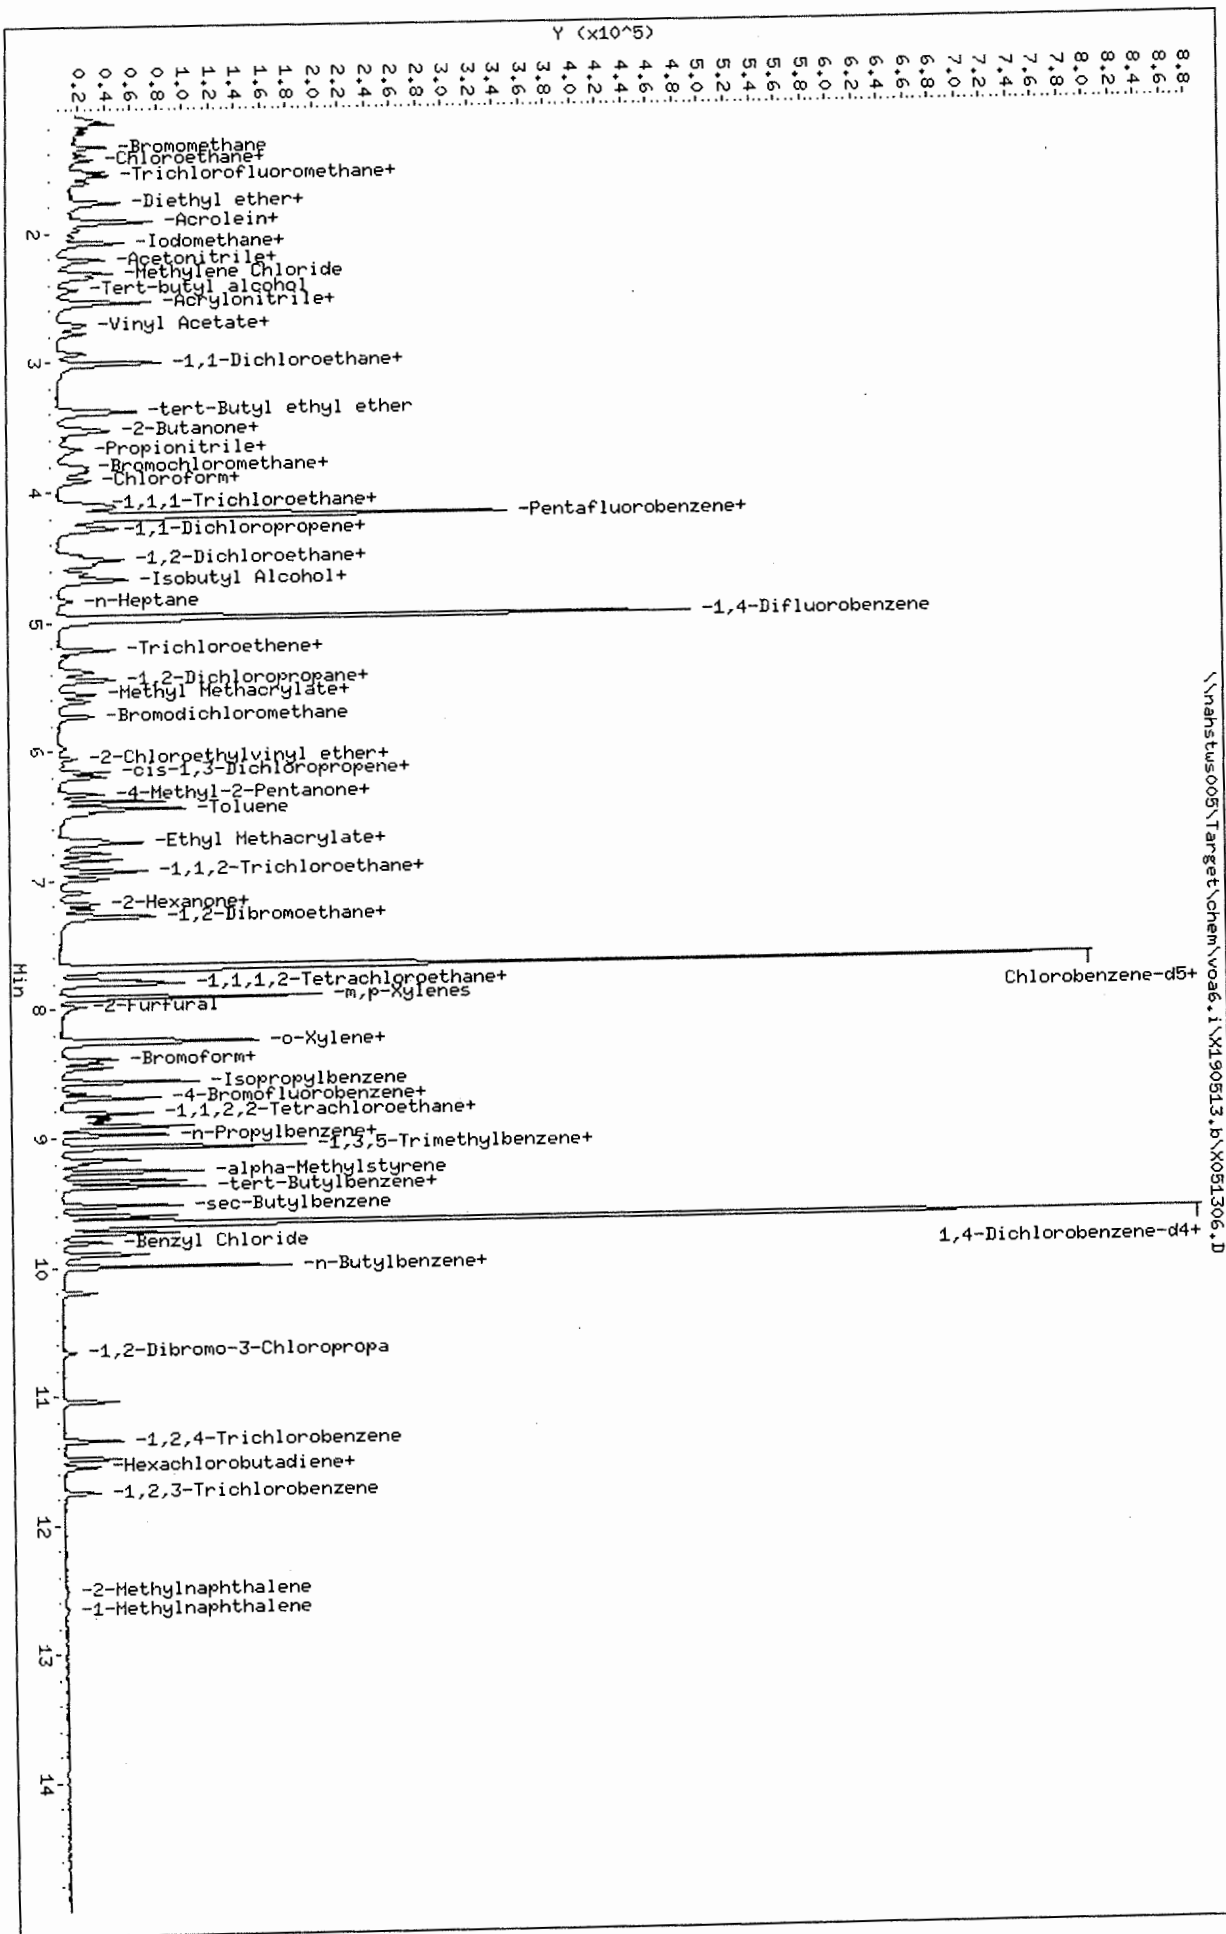 Y (x10^5)
0.2
0.4
0.6
0.8
1.0
1.2
1.4
1.6
1.8
2.0
2.2
2.4
2.6
2.8
3.0
3.2
3.4
3.6
3.8
4.0
4.2
4.4
4.6
4.8
5.0
5.2
5.4
5.6
5.8
6.0
6.2
6.4
6.6
6.8
7.0
7.2
7.4
7.6
7.8
8.0
8.2
8.4
8.6
8.8
-Bromomethane
-Chloroethane+
-Trichlorofluoromethane+
-Diethyl ether+
-Acrolein+
2
-Iodomethane+
-Acetonitrile+
-Methylene Chloride
-Tert-butyl alcohol
-Acrylonitrile+
-Vinyl Acetate+
3
-1,1-Dichloroethane+
-tert-Butyl ethyl ether
-2-Butanone+
-Propionitrile+
-Bromochloromethane+
-Chloroform+
4
-1,1,1-Trichloroethane+
-Pentafluorobenzene+
-1,1-Dichloropropene+
-1,2-Dichloroethane+
-Isobutyl Alcohol+
-n-Heptane
-1,4-Difluorobenzene
5
-Trichloroethene+
-1,2-Dichloropropane+
-Methyl Methacrylate+
-Bromodichloromethane
6
-2-Chloroethylvinyl ether+
-cis-1,3-Dichloropropene+
-4-Methyl-2-Pentanone+
-Toluene
-Ethyl Methacrylate+
-1,1,2-Trichloroethane+
7
-2-Hexanone+
-1,2-Dibromoethane+
Chlorobenzene-d5+
-1,1,1,2-Tetrachloroethane+
-m,p-Xylenes
Min
8
-2-Furfural
-o-Xylene+
-Bromoform+
-Isopropylbenzene
-4-Bromofluorobenzene+
-1,1,2,2-Tetrachloroethane+
9
-n-Propylbenzene+
-1,3,5-Trimethylbenzene+
-alpha-Methylstyrene
-tert-Butylbenzene+
-sec-Butylbenzene
1,4-Dichlorobenzene-d4+
-Benzyl Chloride
10
-n-Butylbenzene+
-1,2-Dibromo-3-Chloropropa
11
-1,2,4-Trichlorobenzene
-Hexachlorobutadiene+
-1,2,3-Trichlorobenzene
12
-2-Methylnaphthalene
-1-Methylnaphthalene
13
14
\\nahstws005\Target\chem\voa6.i\X190513.b\X051306.D